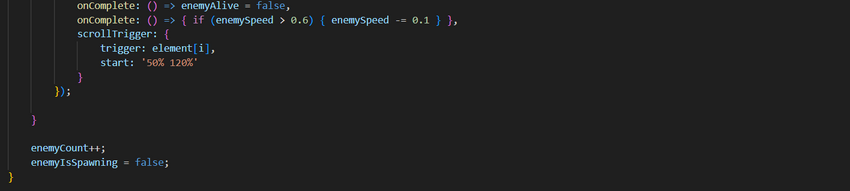 onComplete: () => enemyAlive = false,
onComplete: () => { if (enemySpeed > 0.6) { enemySpeed -= 0.1 } },
scrollTrigger: {
trigger: element[i],
start: '50% 120%'
}
});
}
enemyCount++;
enemyIsSpawning = false;
}